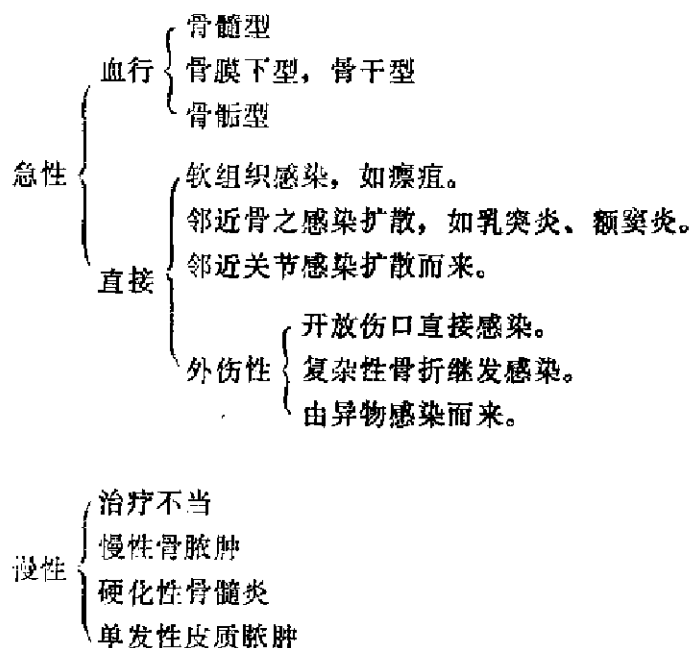 骨髓型
血行
骨膜下型，骨干型
骨骺型
急性
软组织感染，如瘭疽。
邻近骨之感染扩散，如乳突炎、额窦炎。
直接
邻近关节感染扩散而来。
开放伤口直接感染。
外伤性
复杂性骨折继发感染。
由异物感染而来。
治疗不当
慢性骨脓肿
慢性
硬化性骨髓炎
单发性皮质脓肿